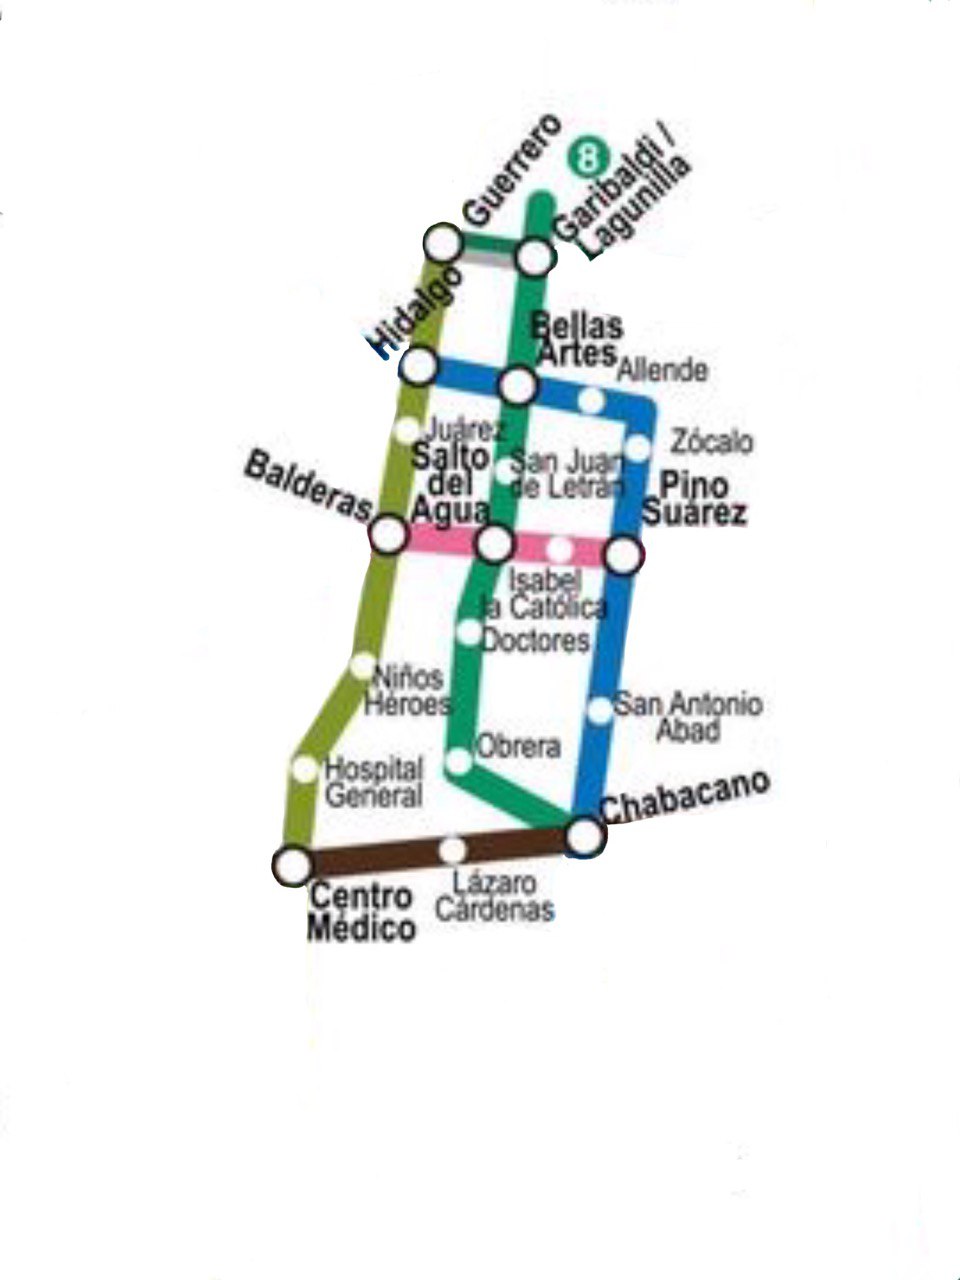 Guerrero
8
Garibaldi /
Lagunilla
Hidalgo
Bellas
Artes
Allende
Juárez
Zócalo
Salto
del
Agua
San Juan
de Letrán
Balderas
Pino
Suárez
Isabel
la Católica
Doctores
Niños
Héroes
San Antonio
Abad
Obrera
Hospital
General
Chabacano
Lázaro
Cárdenas
Centro
Médico